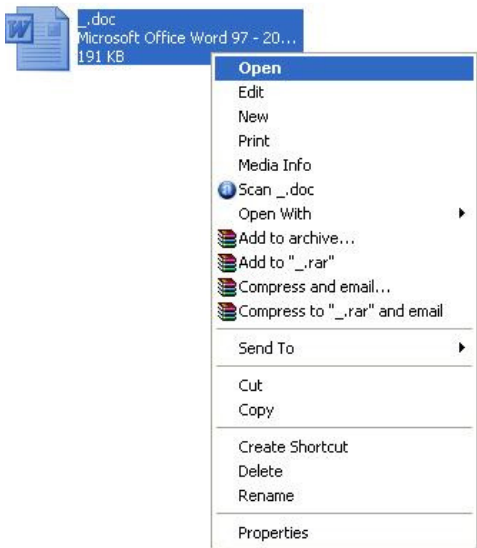 _.doc
Microsoft Office Word 97 - 20...
191 KB
Open
Edit
New
Print
Media Info
Scan _.doc
Open With
Add to archive...
Add to "_.rar"
Compress and email...
Compress to "_.rar" and email
Send To
Cut
Copy
Create Shortcut
Delete
Rename
Properties